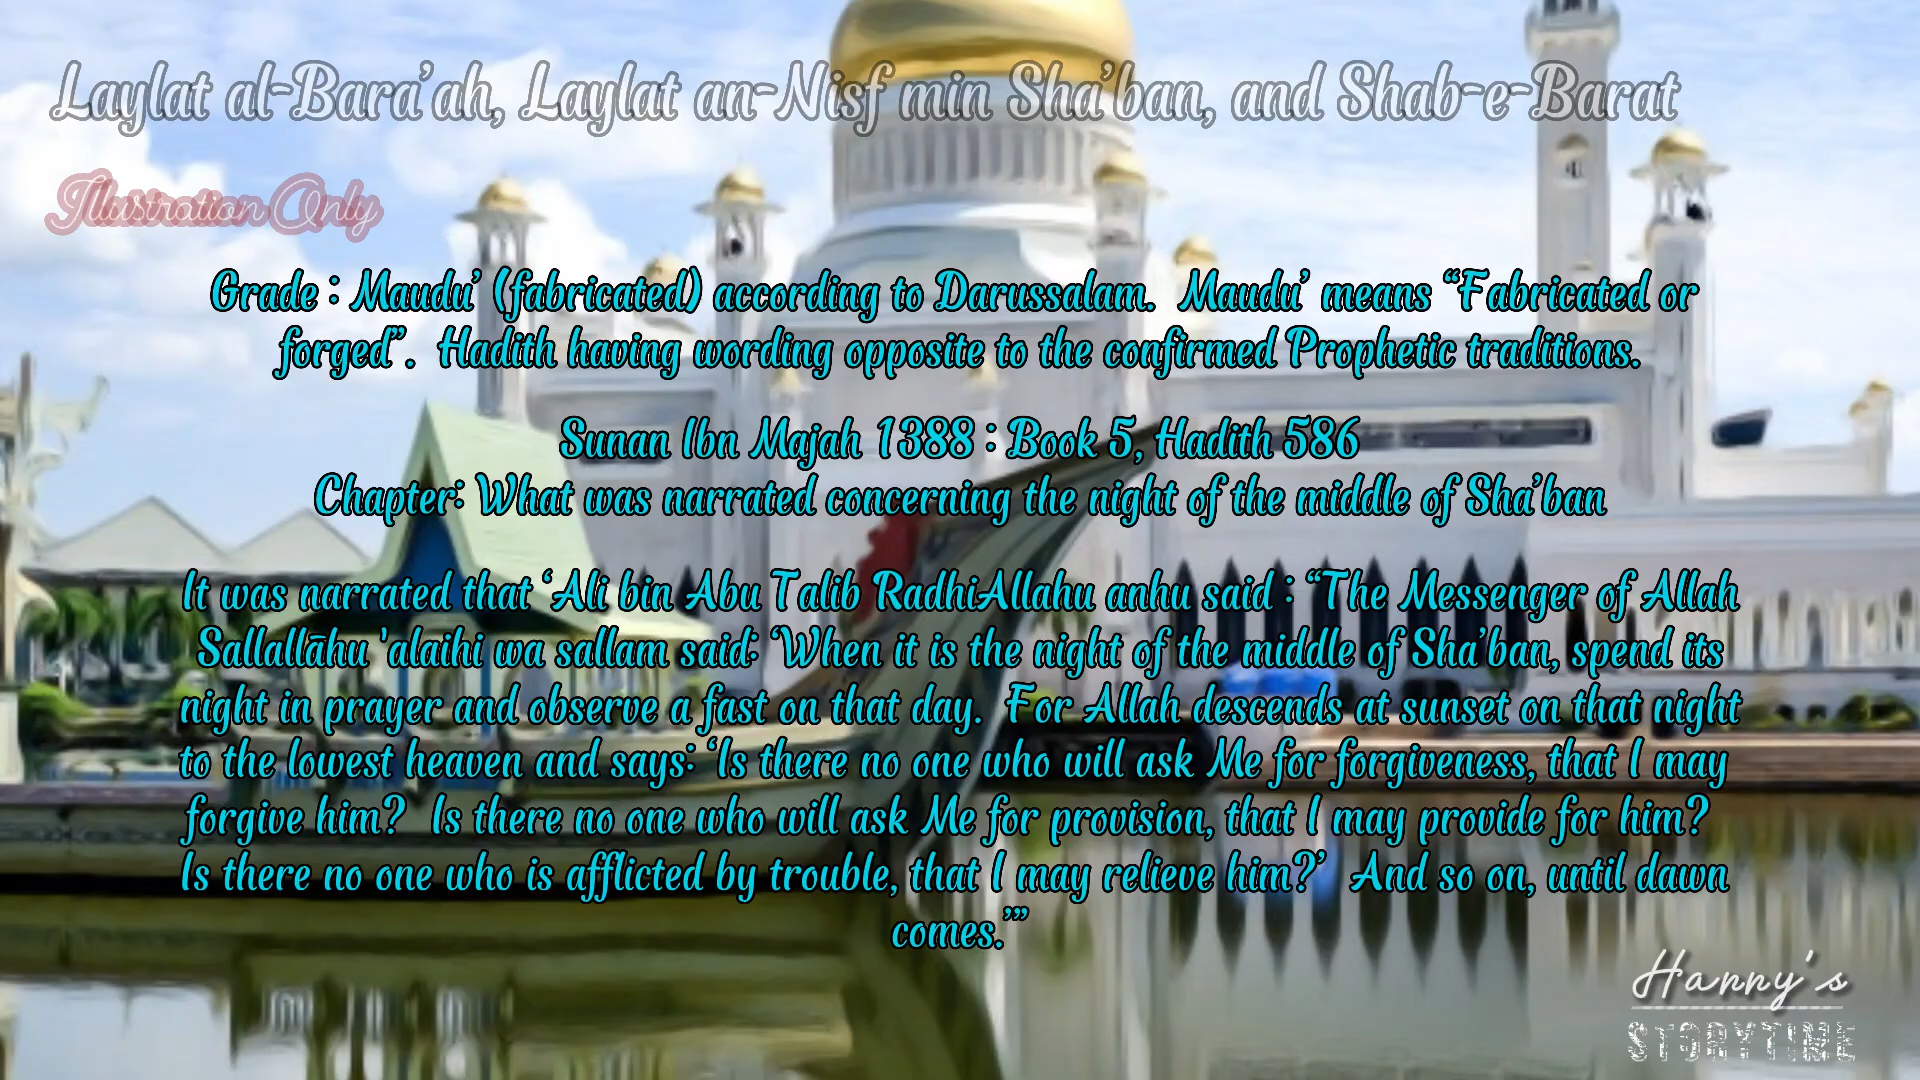 Laylat al-Bara’ah, Laylat an-Nisf min Sha’ban, and Shab-e-Barat
Illustration Only
Grade : Maudu’ (fabricated) according to Darussalam.  Maudu’ means “Fabricated or
forged”.  Hadith having wording opposite to the confirmed Prophetic traditions.
Sunan Ibn Majah 1388 : Book 5, Hadith 586
Chapter: What was narrated concerning the night of the middle of Sha’ban
It was narrated that ‘Ali bin Abu Talib RadhiAllahu anhu said : “The Messenger of Allah
Sallallāhu 'alaihi wa sallam said: ‘When it is the night of the middle of Sha’ban, spend its
night in prayer and observe a fast on that day.  For Allah descends at sunset on that night
to the lowest heaven and says: ‘Is there no one who will ask Me for forgiveness, that I may
forgive him?  Is there no one who will ask Me for provision, that I may provide for him?
Is there no one who is afflicted by trouble, that I may relieve him?’  And so on, until dawn
comes.’”
Hanny's
STORYTIME